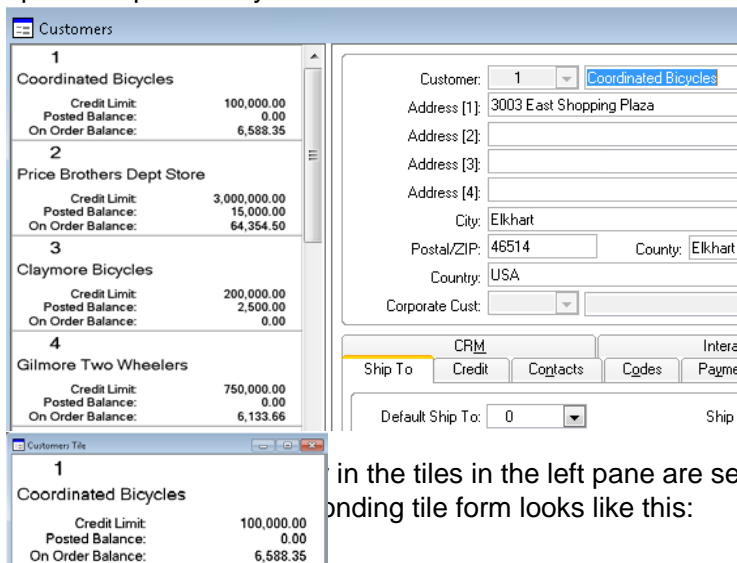 Customers
1
Coordinated Bicycles
Credit Limit: 100,000.00
Posted Balance: 0.00
On Order Balance: 6,588.35
2
Price Brothers Dept Store
Credit Limit: 3,000,000.00
Posted Balance: 15,000.00
On Order Balance: 64,354.50
3
Claymore Bicycles
Credit Limit: 200,000.00
Posted Balance: 2,500.00
On Order Balance: 0.00
4
Gilmore Two Wheelers
Credit Limit: 750,000.00
Posted Balance: 0.00
On Order Balance: 6,133.66
Customer: 1 Coordinated Bicycles
Address [1]: 3003 East Shopping Plaza
Address [2]:
Address [3]:
Address [4]:
City: Elkhart
Postal/ZIP: 46514 County: Elkhart
Country: USA
Corporate Cust:
CRM Intera
Ship To Credit Contacts Codes Payme
Default Ship To: 0 Ship
in the tiles in the left pane are se
onding tile form looks like this:
Customers Tile
1
Coordinated Bicycles
Credit Limit: 100,000.00
Posted Balance: 0.00
On Order Balance: 6,588.35